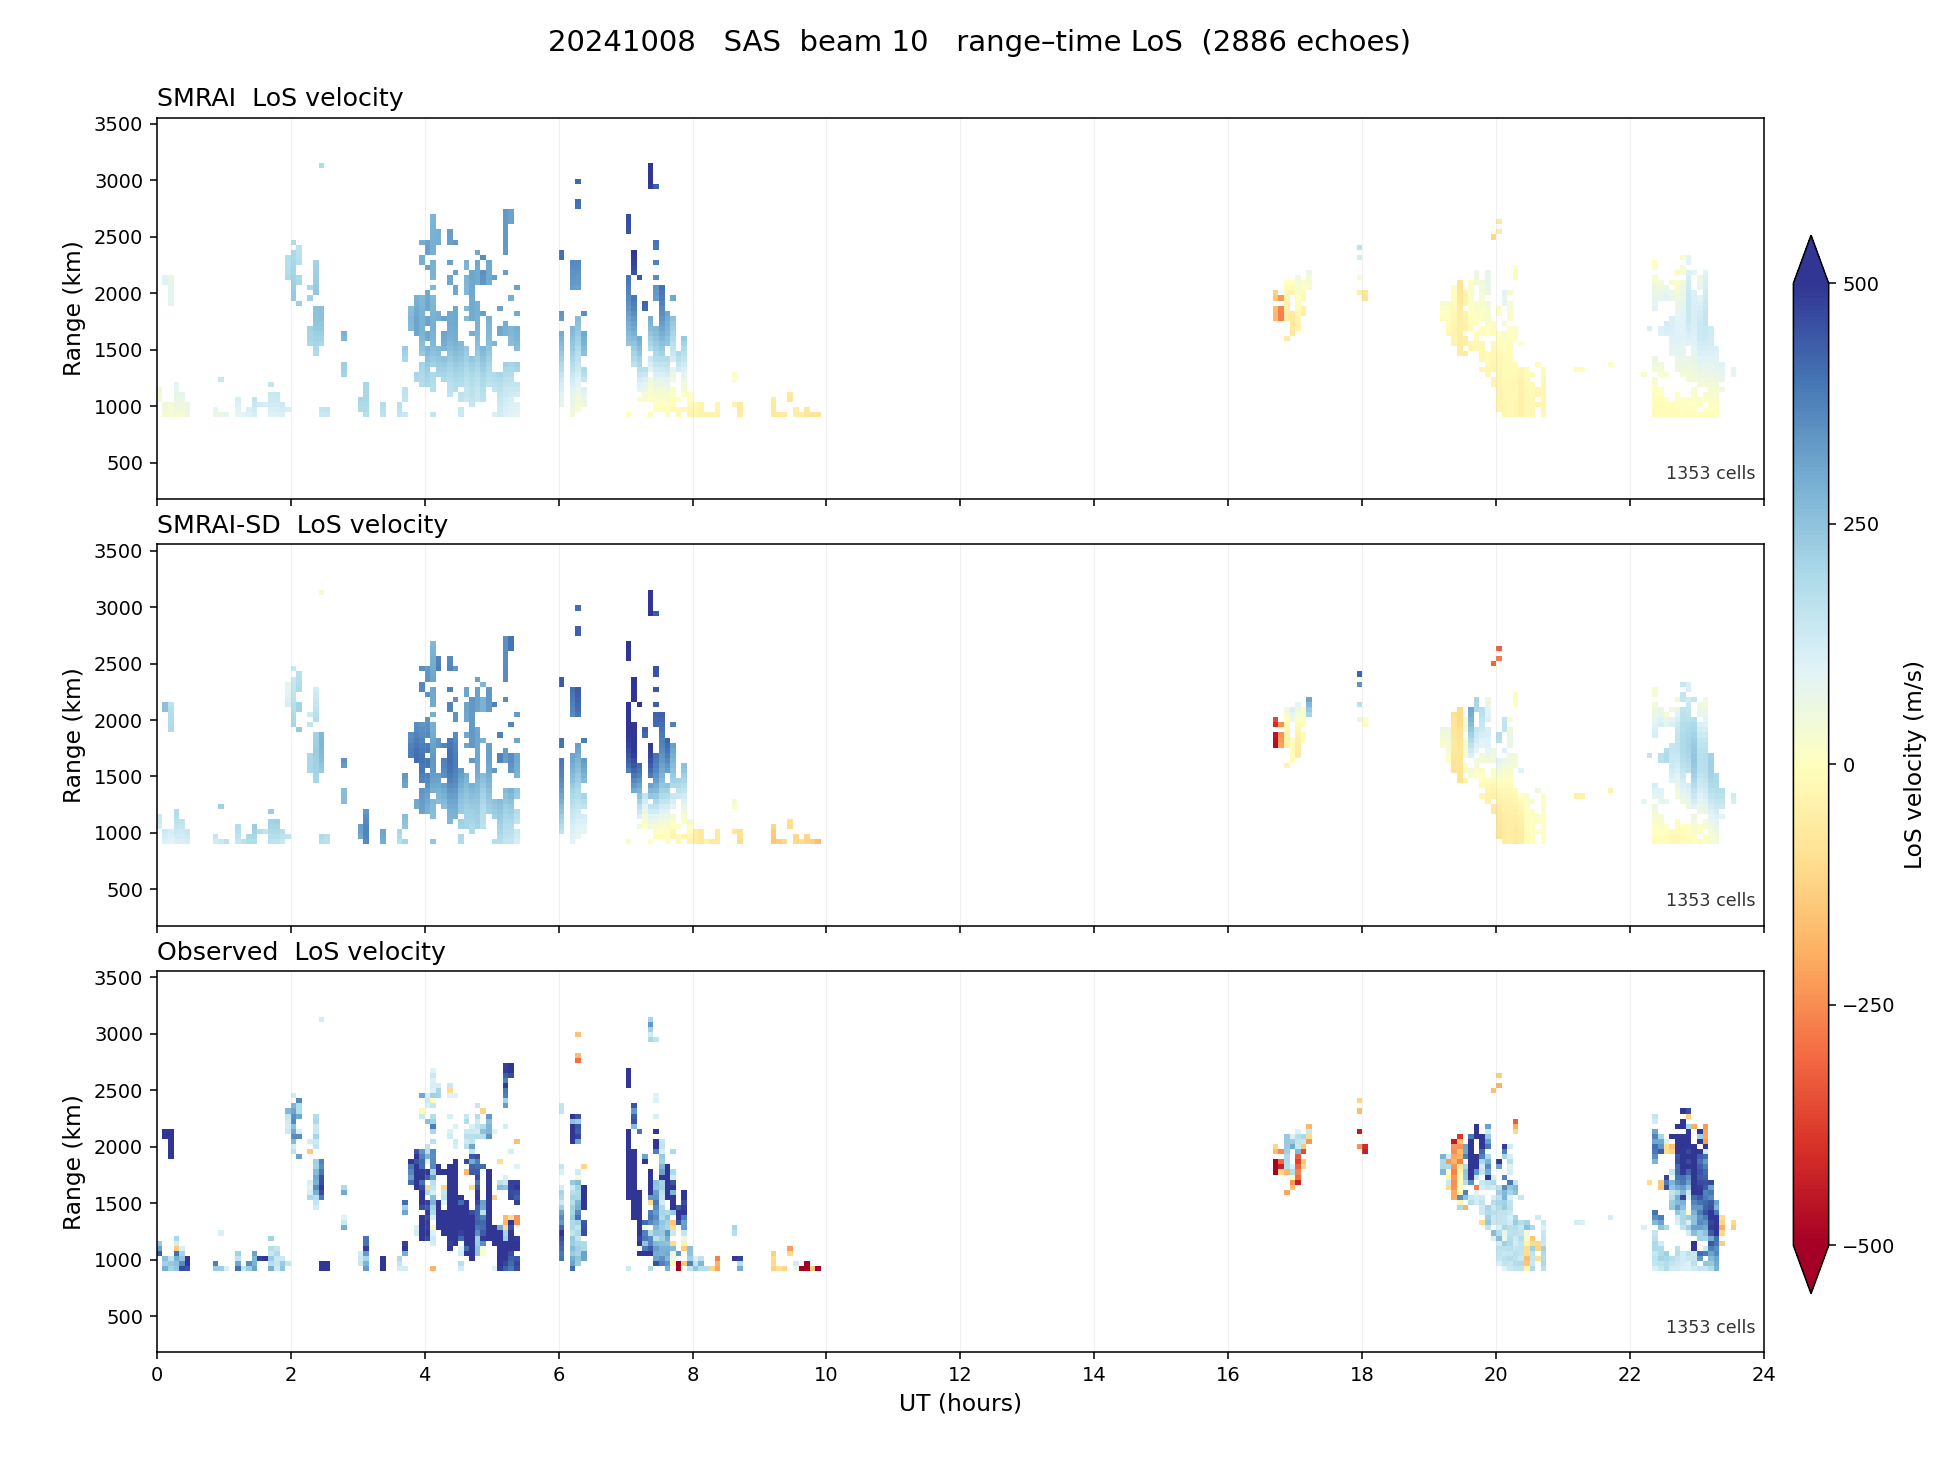 20241008 SAS beam 10 range–time LoS (2886 echoes)
SMRAI LoS velocity
3500
3000
2500
2000
1500
1000
500
Range (km)
1353 cells
SMRAI-SD LoS velocity
3500
3000
2500
2000
1500
1000
500
Range (km)
1353 cells
Observed LoS velocity
3500
3000
2500
2000
1500
1000
500
Range (km)
1353 cells
0 2 4 6 8 10 12 14 16 18 20 22 24
UT (hours)
500
250
0
−250
−500
LoS velocity (m/s)